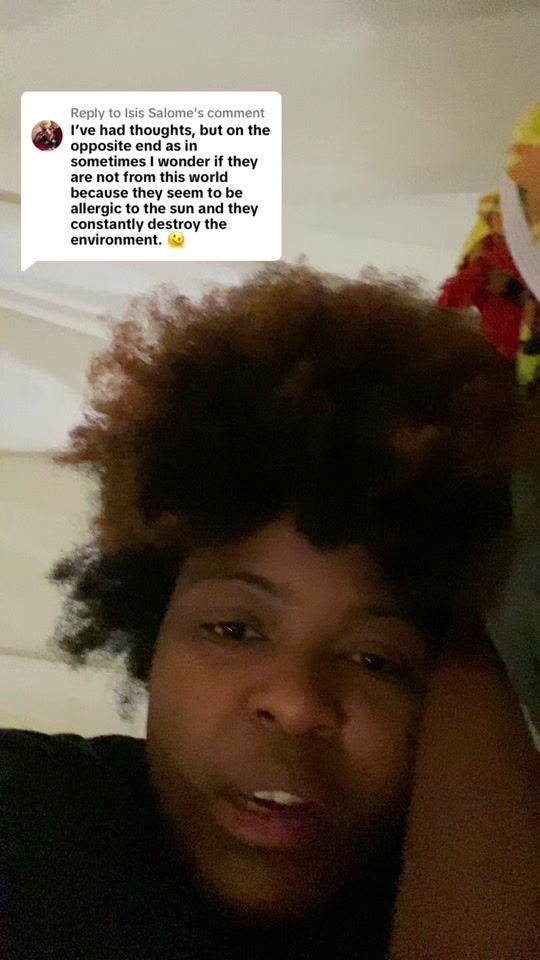 Reply to Isis Salome's comment
I've had thoughts, but on the
opposite end as in
sometimes I wonder if they
are not from this world
because they seem to be
allergic to the sun and they
constantly destroy the
environment. 🫠